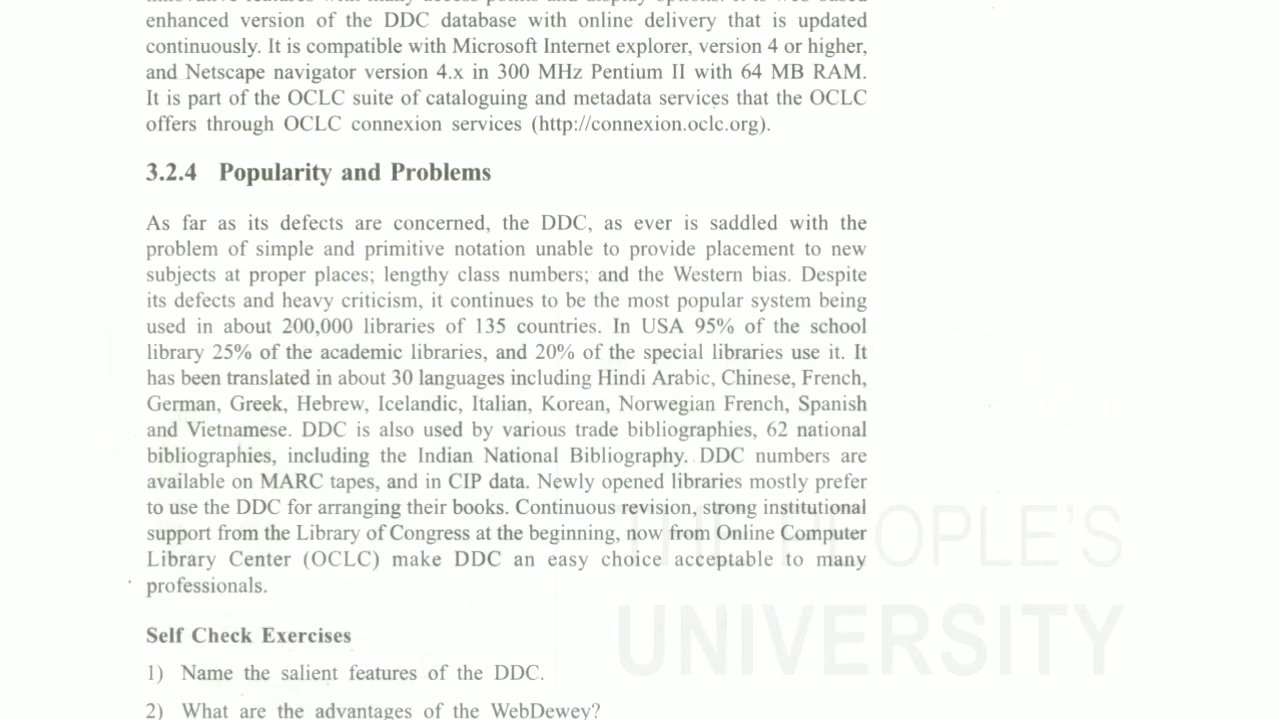 enhanced version of the DDC database with online delivery that is updated
continuously. It is compatible with Microsoft Internet explorer, version 4 or higher,
and Netscape navigator version 4.x in 300 MHz Pentium II with 64 MB RAM.
It is part of the OCLC suite of cataloguing and metadata services that the OCLC
offers through OCLC connexion services (http://connexion.oclc.org).
3.2.4 Popularity and Problems
As far as its defects are concerned, the DDC, as ever is saddled with the
problem of simple and primitive notation unable to provide placement to new
subjects at proper places; lengthy class numbers; and the Western bias. Despite
its defects and heavy criticism, it continues to be the most popular system being
used in about 200,000 libraries of 135 countries. In USA 95% of the school
library 25% of the academic libraries, and 20% of the special libraries use it. It
has been translated in about 30 languages including Hindi Arabic, Chinese, French,
German, Greek, Hebrew, Icelandic, Italian, Korean, Norwegian French, Spanish
and Vietnamese. DDC is also used by various trade bibliographies, 62 national
bibliographies, including the Indian National Bibliography. DDC numbers are
available on MARC tapes, and in CIP data. Newly opened libraries mostly prefer
to use the DDC for arranging their books. Continuous revision, strong institutional
support from the Library of Congress at the beginning, now from Online Computer
Library Center (OCLC) make DDC an easy choice acceptable to many
professionals.
THE PEOPLE'S
UNIVERSITY
Self Check Exercises
1) Name the salient features of the DDC.
2) What are the advantages of the WebDewey?